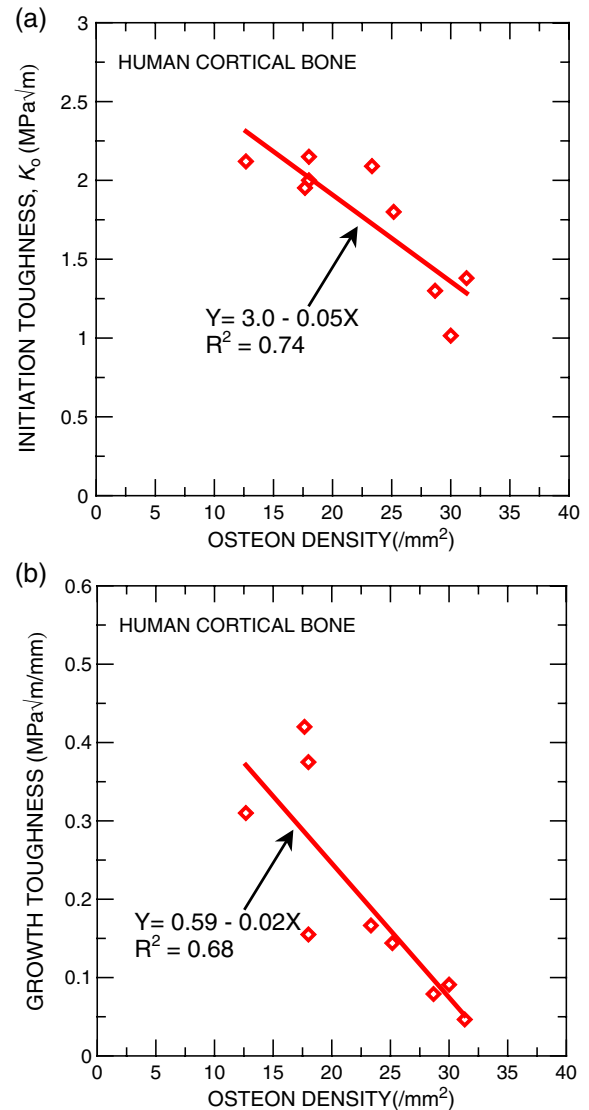 (a)
3
2.5
2
1.5
1
0.5
0
HUMAN CORTICAL BONE
INITIATION TOUGHNESS, Ko (MPa√m)
Y= 3.0 - 0.05X
R² = 0.74
0 5 10 15 20 25 30 35 40
OSTEON DENSITY(/mm²)
(b)
0.6
0.5
0.4
0.3
0.2
0.1
0
HUMAN CORTICAL BONE
GROWTH TOUGHNESS (MPa√m/mm)
Y= 0.59 - 0.02X
R² = 0.68
0 5 10 15 20 25 30 35 40
OSTEON DENSITY(/mm²)